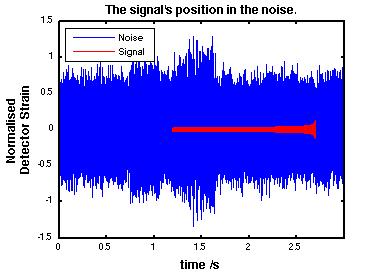 The signal's position in the noise.
1.5
Noise
Signal
1
0.5
0
-0.5
-1
-1.5
Normalised
Detector Strain
0
0.5
1
1.5
2
2.5
time /s